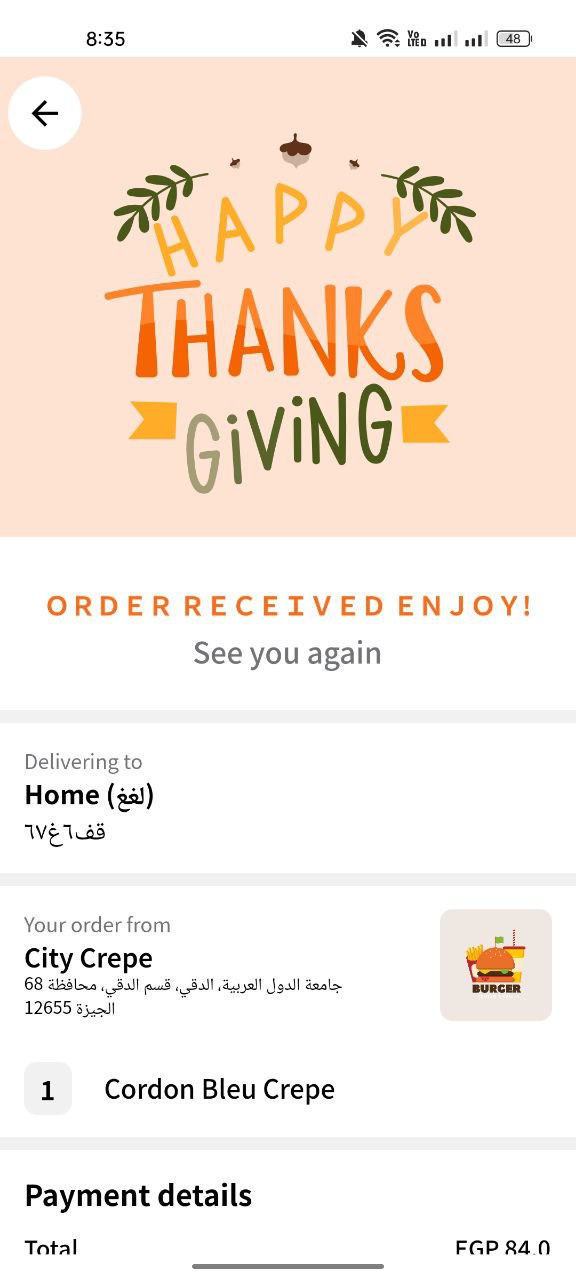 8:35
Vo
LTE
48
HAPPY
THANKS
GiViNG
ORDER RECEIVED ENJOY!
See you again
Delivering to
Home (لغغ)
قف٦غ٦٧
Your order from
City Crepe
68 جامعة الدول العربية، الدقي، قسم الدقي، محافظة
الجيزة 12655
BURGER
1
Cordon Bleu Crepe
Payment details
Total EGP 84.0